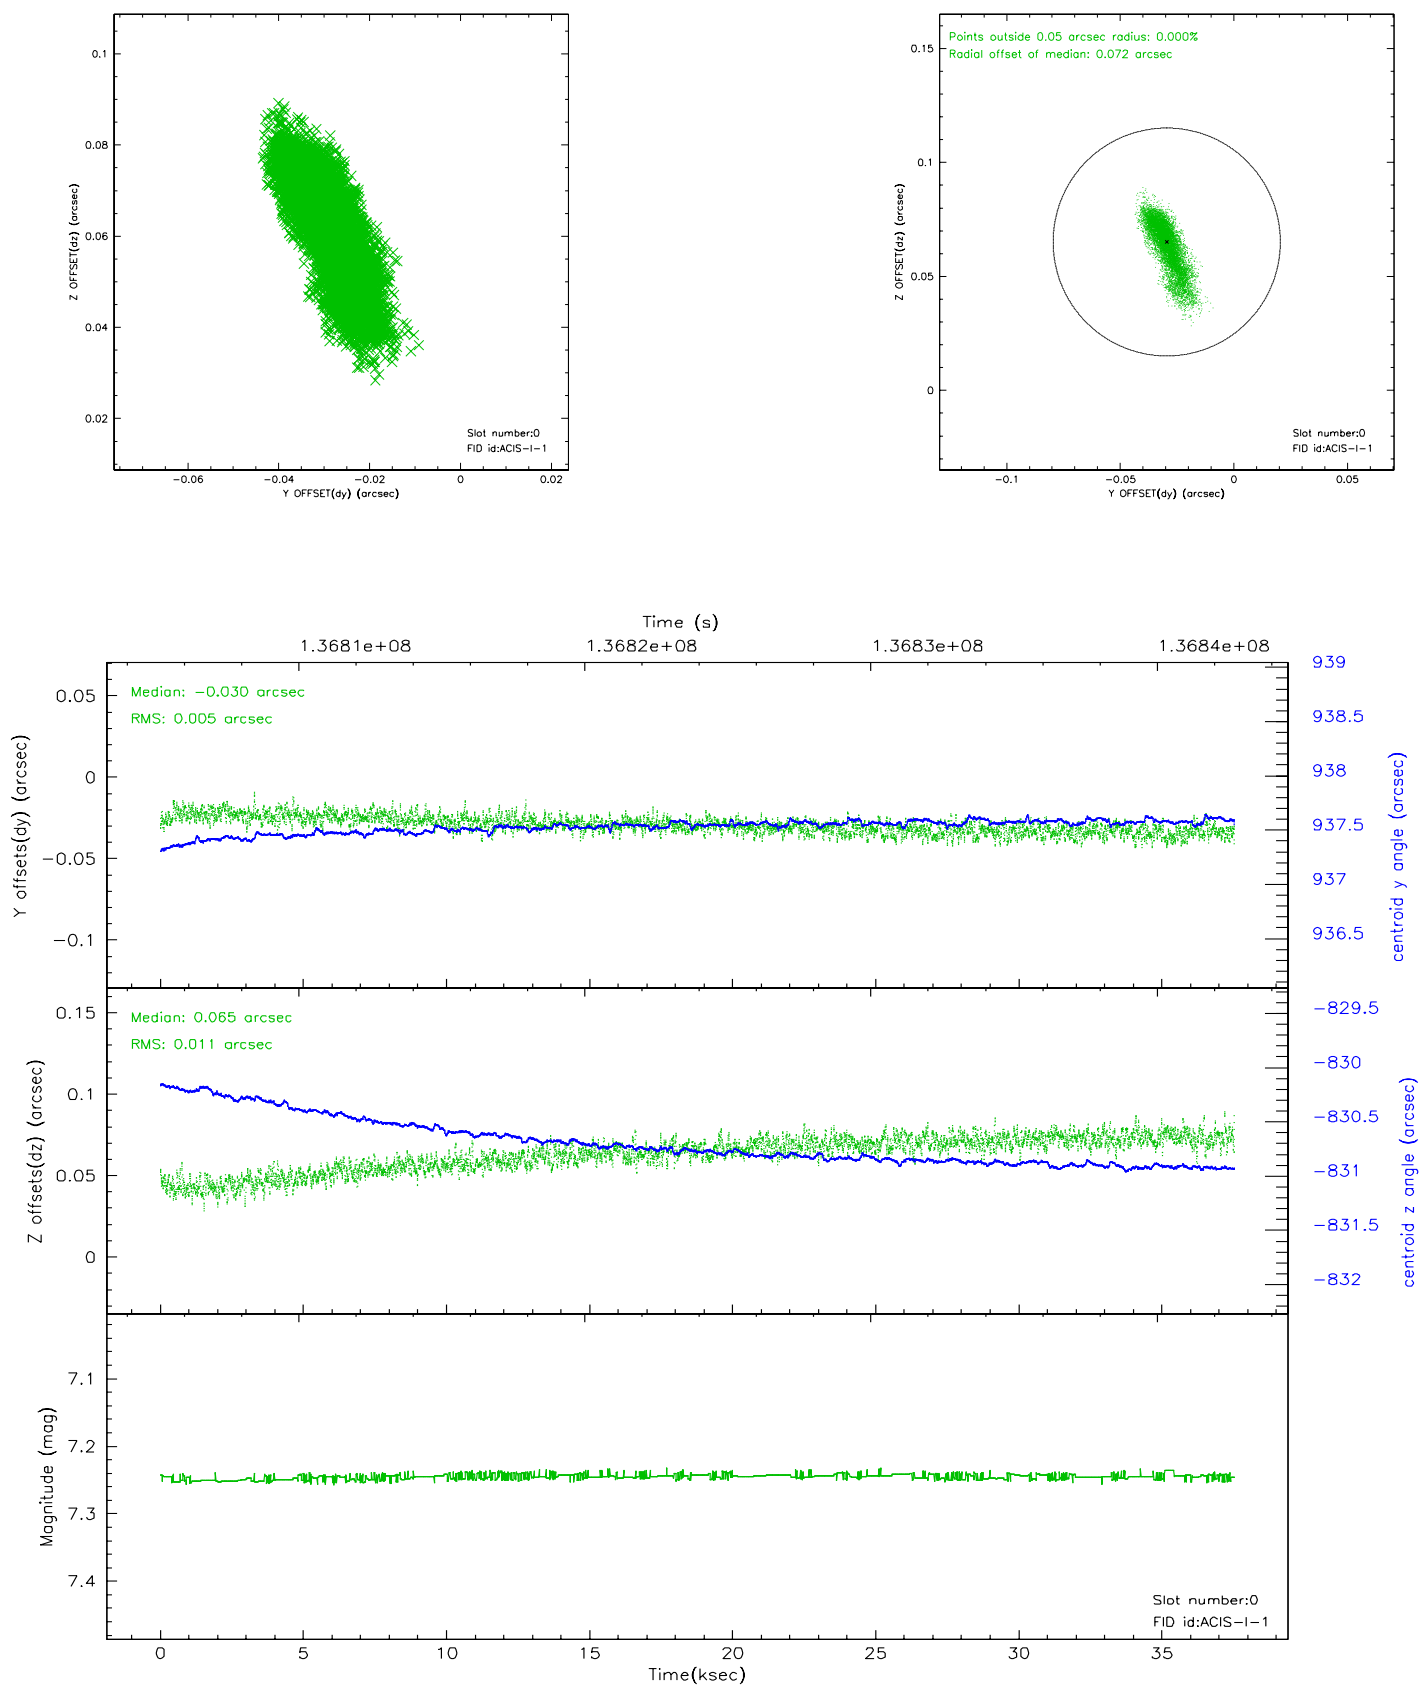 0.1
0.08
0.06
0.04
0.02
Z OFFSET(dz) (arcsec)
−0.06
−0.04
−0.02
0
0.02
Y OFFSET(dy) (arcsec)
Slot number:0
FID id:ACIS−I−1
Points outside 0.05 arcsec radius: 0.000%
Radial offset of median: 0.072 arcsec
0.15
0.1
0.05
0
Z OFFSET(dz) (arcsec)
−0.1
−0.05
0
0.05
Y OFFSET(dy) (arcsec)
Slot number:0
FID id:ACIS−I−1
Time (s)
1.3681e+08
1.3682e+08
1.3683e+08
1.3684e+08
Median: −0.030 arcsec
RMS: 0.005 arcsec
0.05
0
−0.05
−0.1
Y offsets(dy) (arcsec)
939
938.5
938
937.5
937
936.5
centroid y angle (arcsec)
Median: 0.065 arcsec
RMS: 0.011 arcsec
0.15
0.1
0.05
0
Z offsets(dz) (arcsec)
−829.5
−830
−830.5
−831
−831.5
−832
centroid z angle (arcsec)
7.1
7.2
7.3
7.4
Magnitude (mag)
Slot number:0
FID id:ACIS−I−1
0
5
10
15
20
25
30
35
Time(ksec)